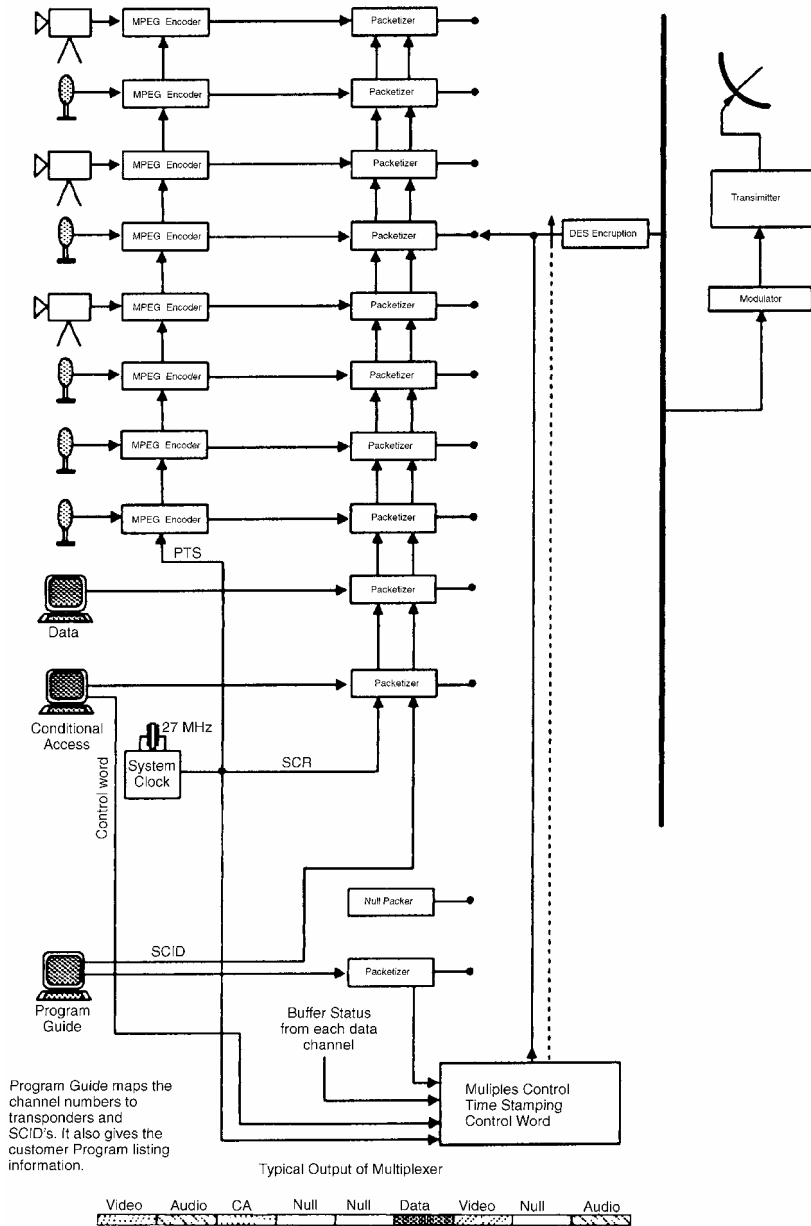 MPEG Encoder
Packetizer
MPEG Encoder
Packetizer
MPEG Encoder
Packetizer
Transimitter
MPEG Encoder
Packetizer
DES Encruption
MPEG Encoder
Packetizer
Modulator
MPEG Encoder
Packetizer
MPEG Encoder
Packetizer
MPEG Encoder
Packetizer
PTS
Packetizer
Data
Packetizer
Conditional
Access
27 MHz
System
Clock
SCR
Control word
Null Packer
SCID
Packetizer
Program
Guide
Buffer Status
from each data
channel
Muliples Control
Time Stamping
Control Word
Program Guide maps the
channel numbers to
transponders and
SCID's. It also gives the
customer Program listing
information.
Typical Output of Multiplexer
Video Audio CA Null Null Data Video Null Audio